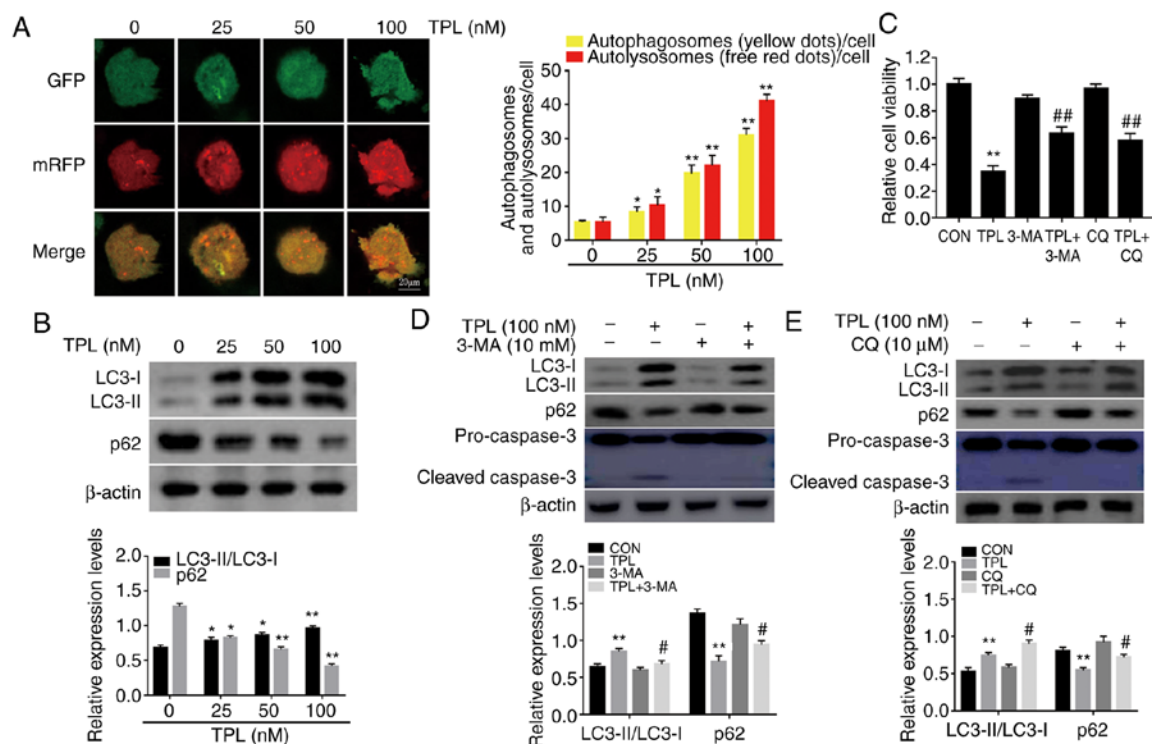 A
0 25 50 100 TPL (nM)
GFP
mRFP
Merge
20μm
Autophagosomes (yellow dots)/cell
Autolysosomes (free red dots)/cell
Autophagosomes
and autolysosomes/cell
50
40
30
20
10
0
* * ** ** ** **
0 25 50 100
TPL (nM)
C
Relative cell viability
1.2
1.0
0.8
0.6
0.4
0.2
0.0
** ## ##
CON TPL 3-MA TPL+ CQ TPL+
3-MA CQ
B
TPL (nM) 0 25 50 100
LC3-I
LC3-II
p62
β-actin
Relative expression levels
2.0
1.5
1.0
0.5
0.0
LC3-II/LC3-I
p62
* * * ** ** **
0 25 50 100
TPL (nM)
D
TPL (100 nM) − + − +
3-MA (10 mM) − − + +
LC3-I
LC3-II
p62
Pro-caspase-3
Cleaved caspase-3
β-actin
Relative expression levels
2.0
1.5
1.0
0.5
0.0
CON
TPL
3-MA
TPL+3-MA
** # ** #
LC3-II/LC3-I p62
E
TPL (100 nM) − + − +
CQ (10 μM) − − + +
LC3-I
LC3-II
p62
Pro-caspase-3
Cleaved caspase-3
β-actin
Relative expression levels
2.0
1.5
1.0
0.5
0.0
CON
TPL
CQ
TPL+CQ
** # ** #
LC3-II/LC3-I p62